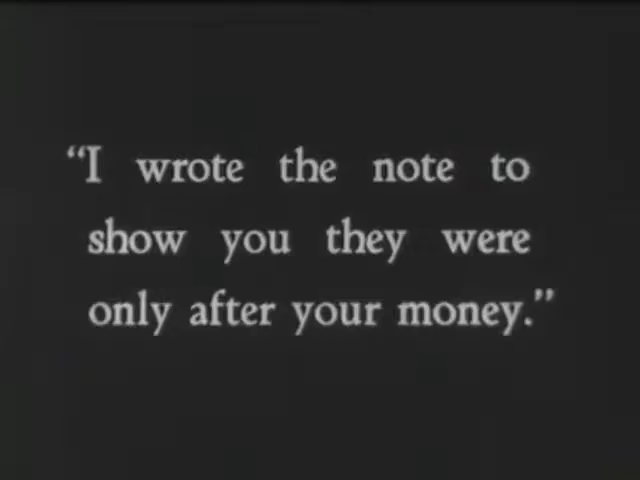 “I wrote the note to
show you they were
only after your money.”